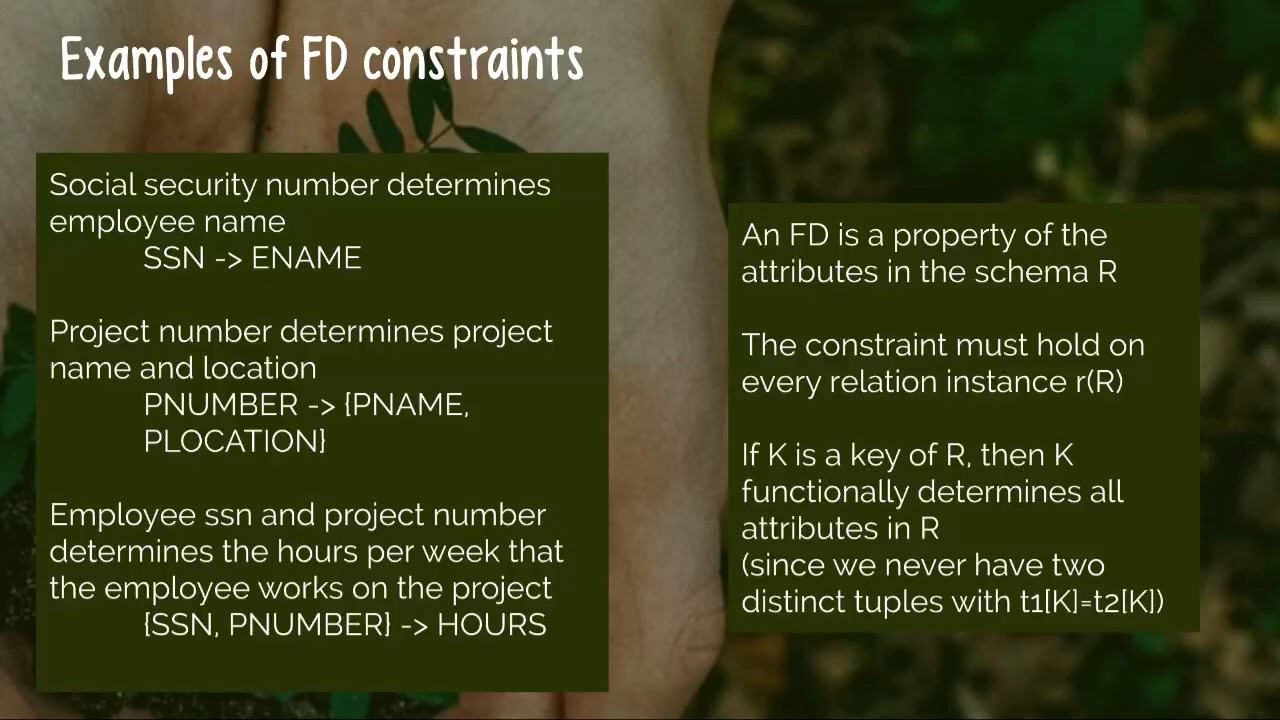 Examples of FD constraints
Social security number determines
employee name
SSN -> ENAME
Project number determines project
name and location
PNUMBER -> {PNAME,
PLOCATION}
Employee ssn and project number
determines the hours per week that
the employee works on the project
{SSN, PNUMBER} -> HOURS
An FD is a property of the
attributes in the schema R
The constraint must hold on
every relation instance r(R)
If K is a key of R, then K
functionally determines all
attributes in R
(since we never have two
distinct tuples with t1[K]=t2[K])